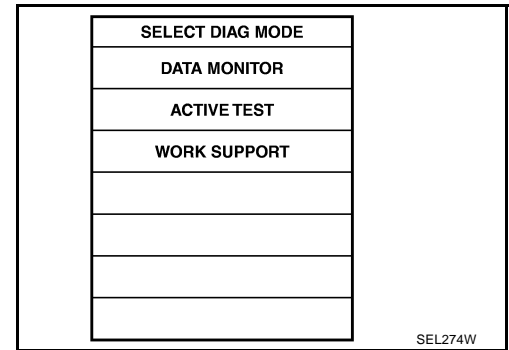 SELECT DIAG MODE
DATA MONITOR
ACTIVE TEST
WORK SUPPORT
SEL274W